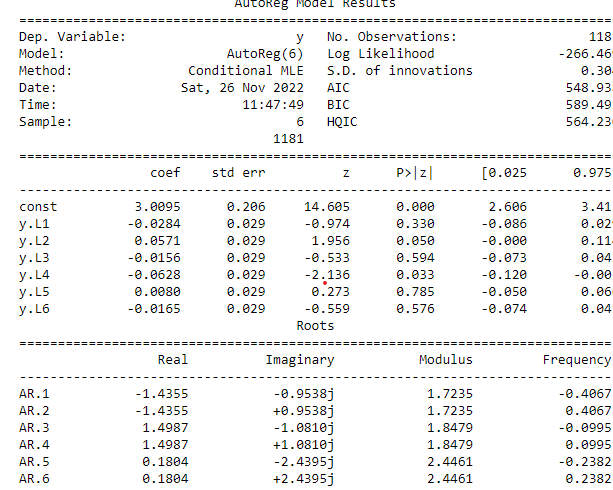 AutoReg Model Results
==============================================================================
Dep. Variable: y No. Observations: 118
Model: AutoReg(6) Log Likelihood -266.46
Method: Conditional MLE S.D. of innovations 0.30
Date: Sat, 26 Nov 2022 AIC 548.93
Time: 11:47:49 BIC 589.49
Sample: 6 HQIC 564.23
1181
==============================================================================
coef std err z P>|z| [0.025 0.975
------------------------------------------------------------------------------
const 3.0095 0.206 14.605 0.000 2.606 3.41
y.L1 -0.0284 0.029 -0.974 0.330 -0.086 0.02
y.L2 0.0571 0.029 1.956 0.050 -0.000 0.11
y.L3 -0.0156 0.029 -0.533 0.594 -0.073 0.04
y.L4 -0.0628 0.029 -2.136 0.033 -0.120 -0.00
y.L5 0.0080 0.029 0.273 0.785 -0.050 0.06
y.L6 -0.0165 0.029 -0.559 0.576 -0.074 0.04
Roots
==============================================================================
Real Imaginary Modulus Frequency
------------------------------------------------------------------------------
AR.1 -1.4355 -0.9538j 1.7235 -0.4067
AR.2 -1.4355 +0.9538j 1.7235 0.4067
AR.3 1.4987 -1.0810j 1.8479 -0.0995
AR.4 1.4987 +1.0810j 1.8479 0.0995
AR.5 0.1804 -2.4395j 2.4461 -0.2382
AR.6 0.1804 +2.4395j 2.4461 0.2382